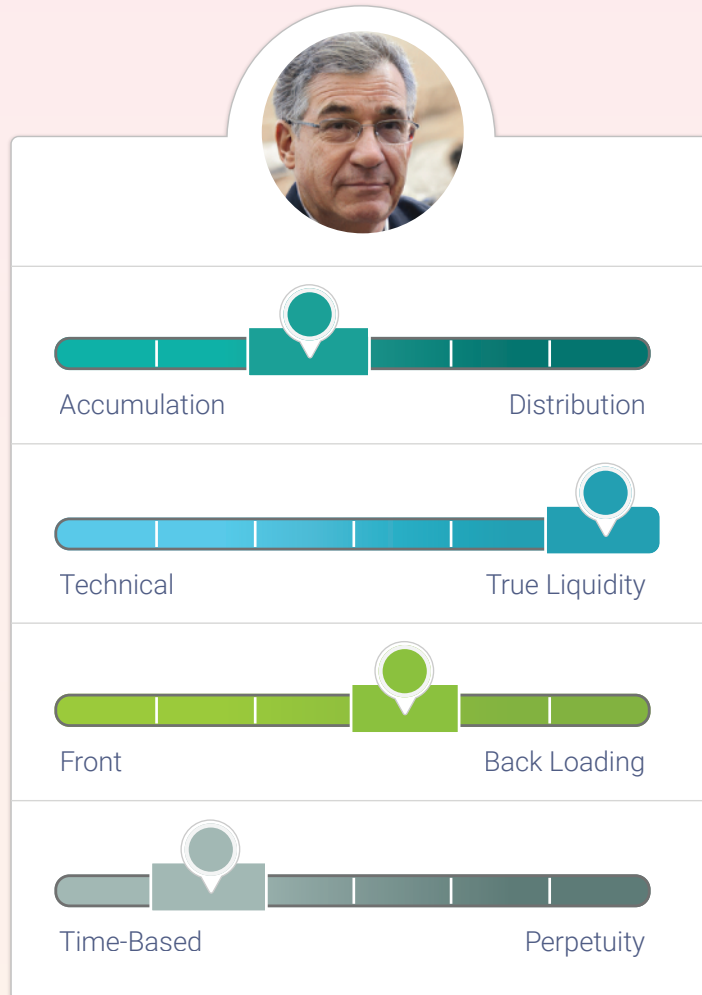 Accumulation Distribution
Technical True Liquidity
Front Back Loading
Time-Based Perpetuity